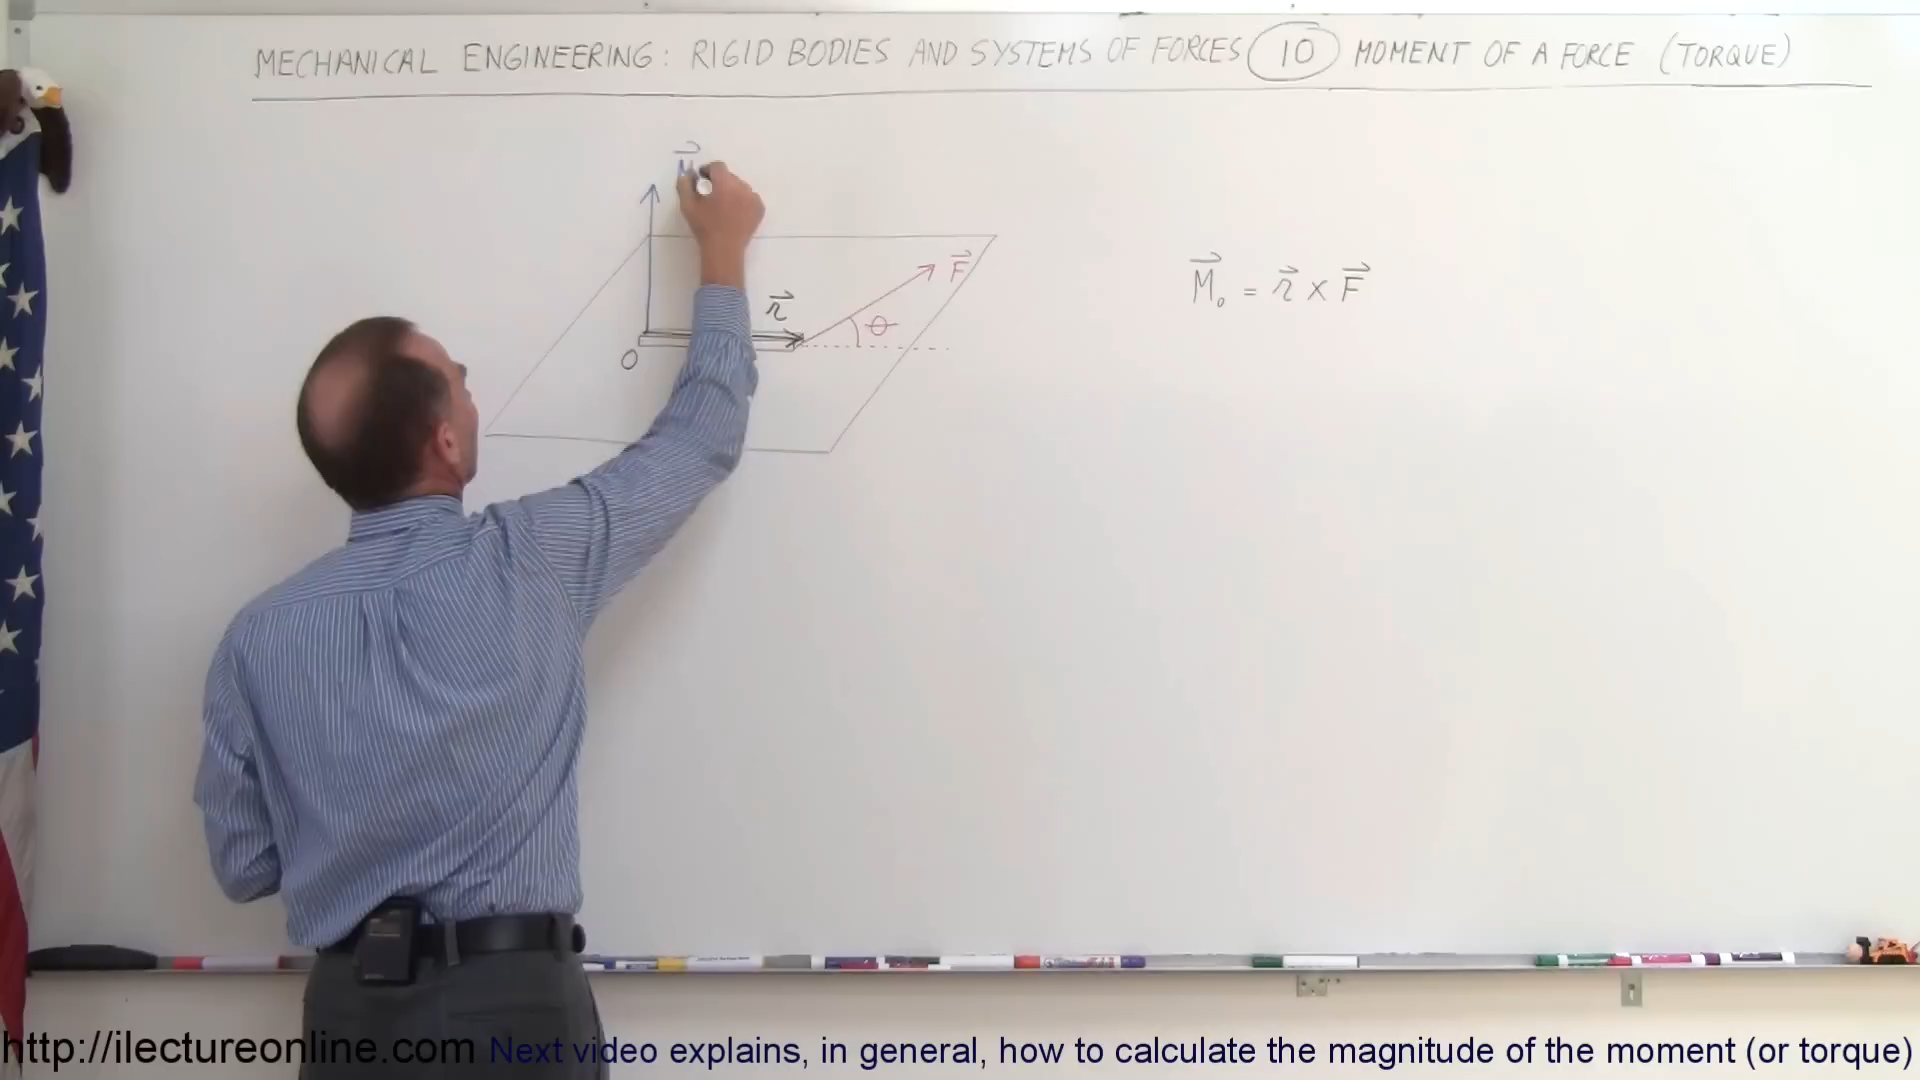 MECHANICAL ENGINEERING: RIGID BODIES AND SYSTEMS OF FORCES 10 MOMENT OF A FORCE (TORQUE)
M
F
r
θ
O
M₀ = r x F
http://ilectureonline.com Next video explains, in general, how to calculate the magnitude of the moment (or torque)